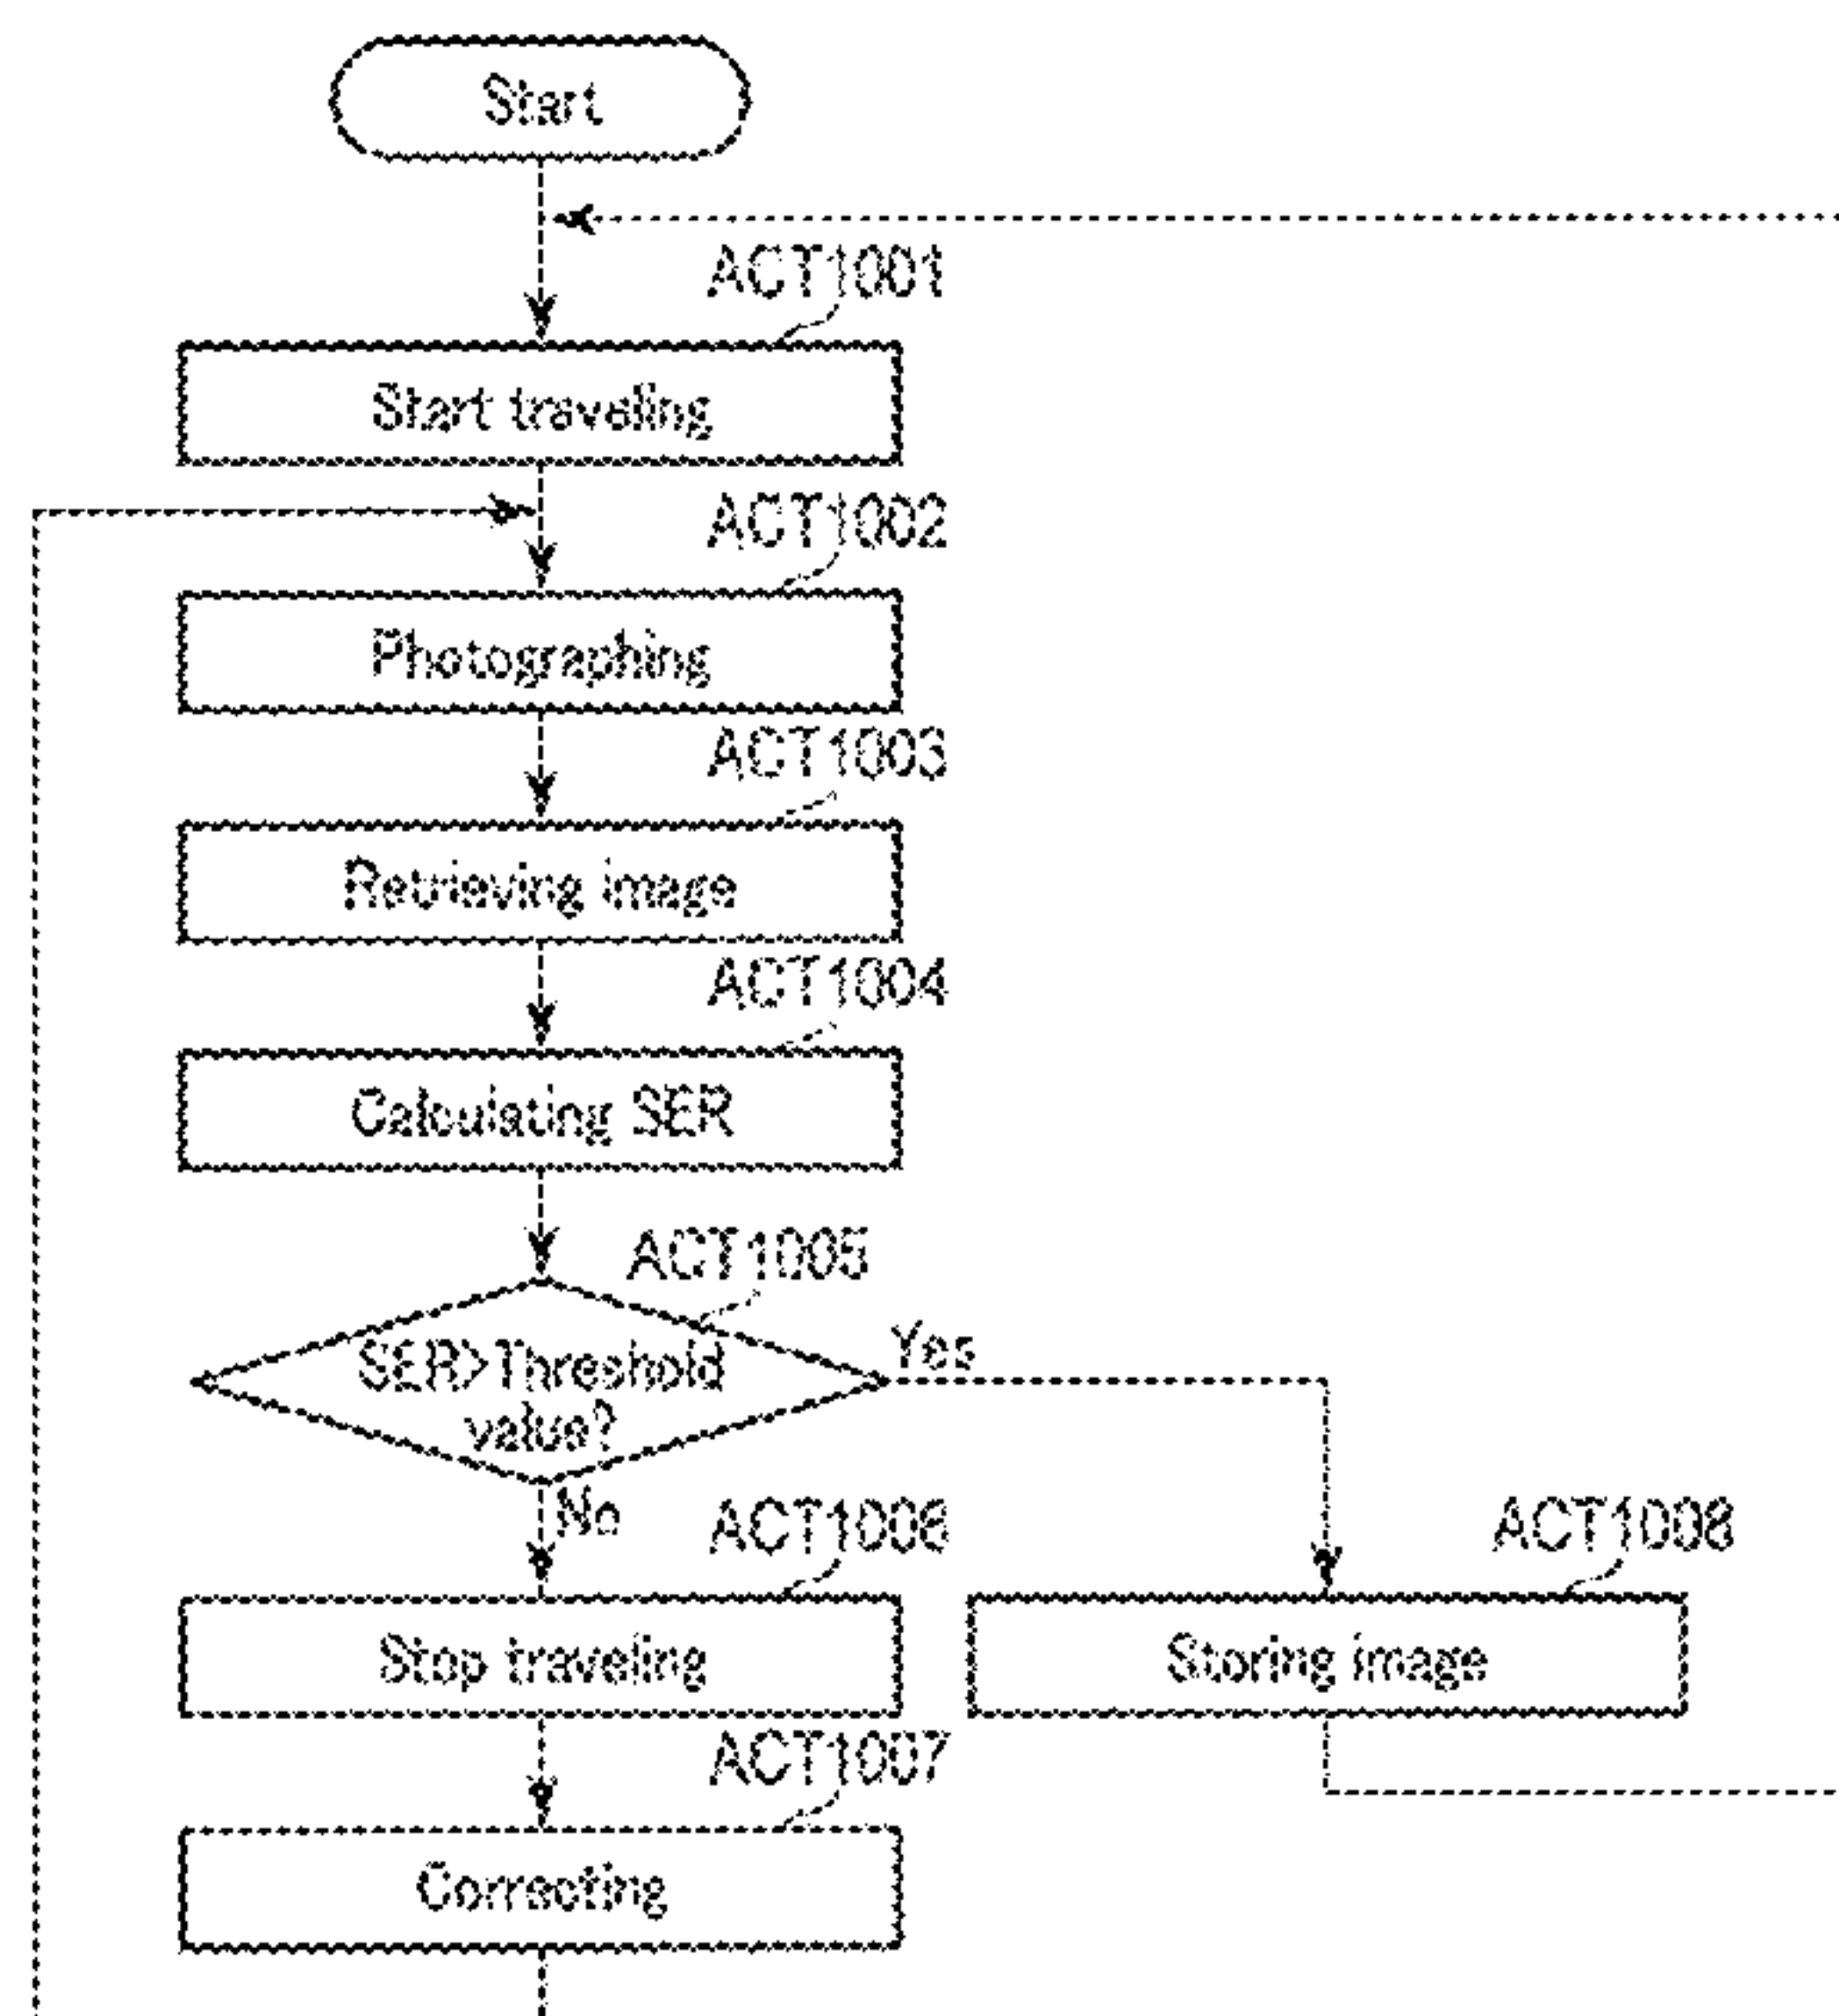 Start
ACT1001
Start traveling
ACT1002
Photographing
ACT1003
Retrieving image
ACT1004
Calculating SER
ACT1005
SER>Threshold
value?
Yes
No
ACT1006
ACT1008
Stop traveling
Storing image
ACT1007
Correcting